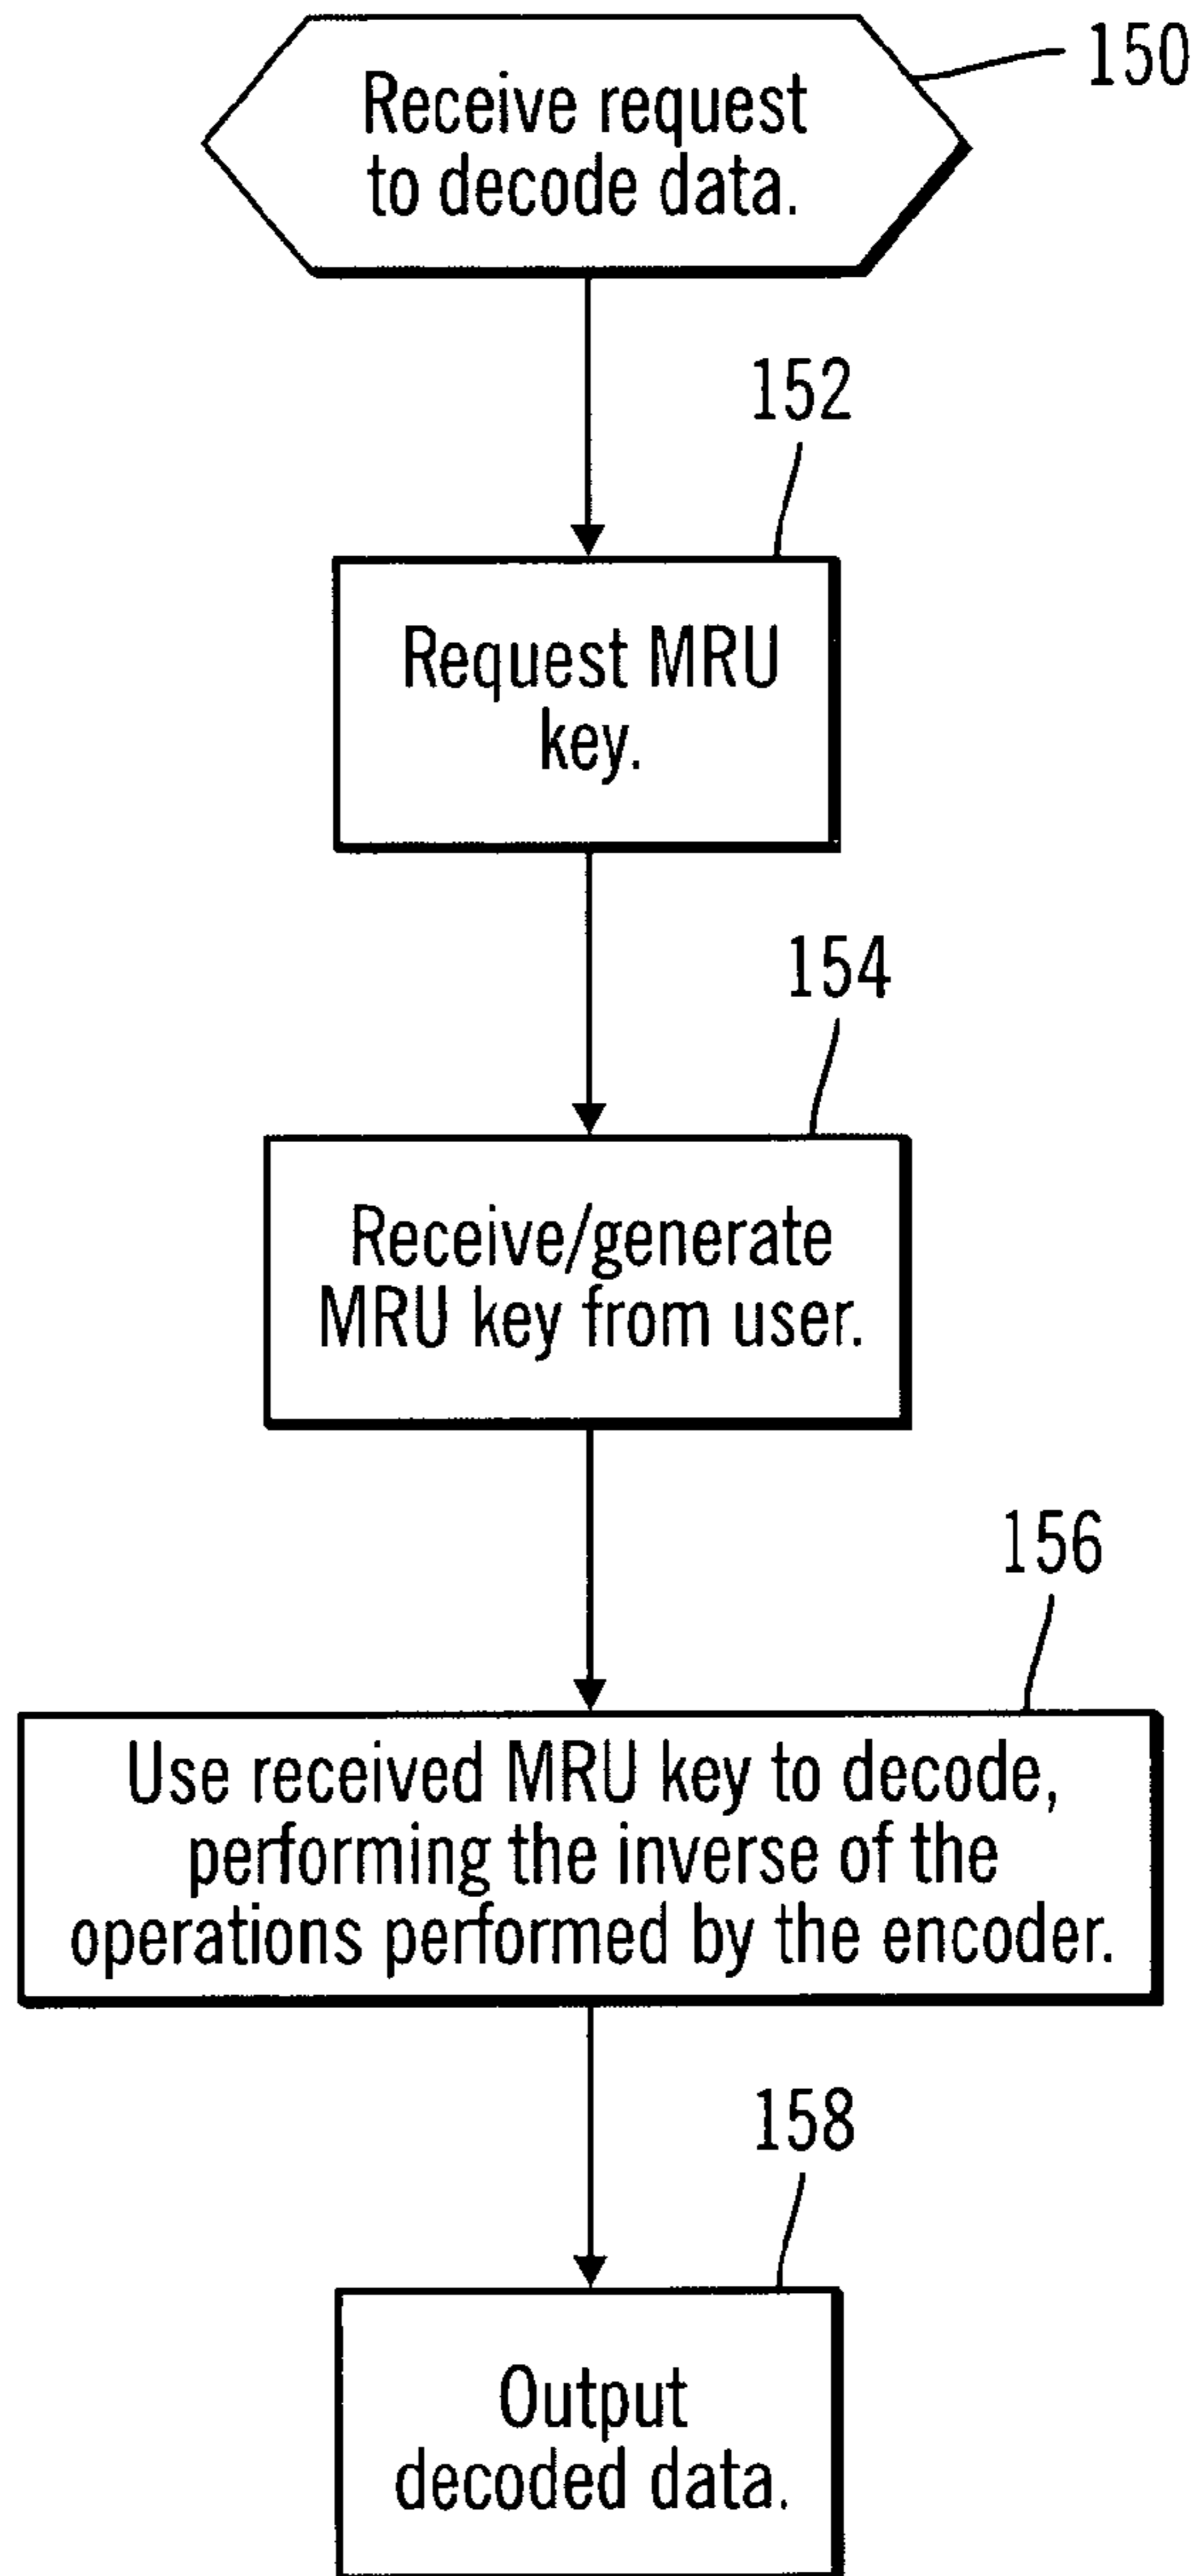 150
Receive request
to decode data.
152
Request MRU
key.
154
Receive/generate
MRU key from user.
156
Use received MRU key to decode,
performing the inverse of the
operations performed by the encoder.
158
Output
decoded data.